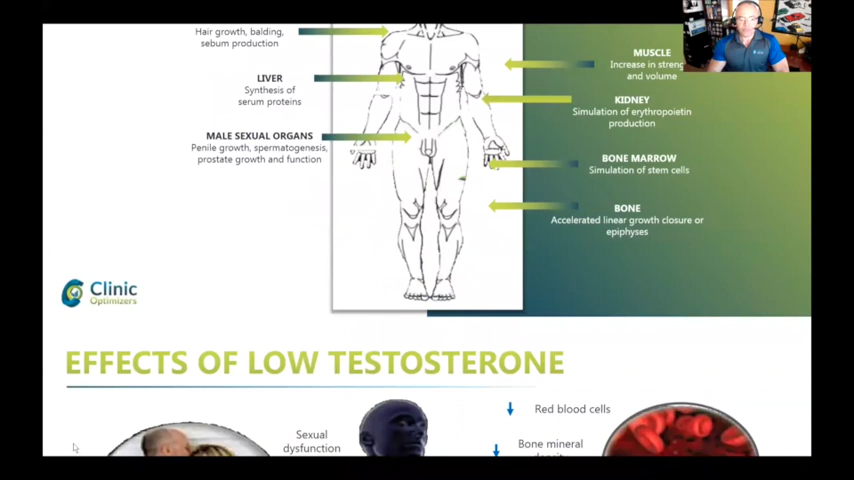 Hair growth, balding,
sebum production
LIVER
Synthesis of
serum proteins
MALE SEXUAL ORGANS
Penile growth, spermatogenesis,
prostate growth and function
MUSCLE
Increase in
and volume
KIDNEY
Simulation of erythropoietin
production
BONE MARROW
Simulation of stem cells
BONE
Accelerated linear growth closure or
epiphyses
Clinic
Optimizers
EFFECTS OF LOW TESTOSTERONE
Sexual
dysfunction
Red blood cells
Bone mineral